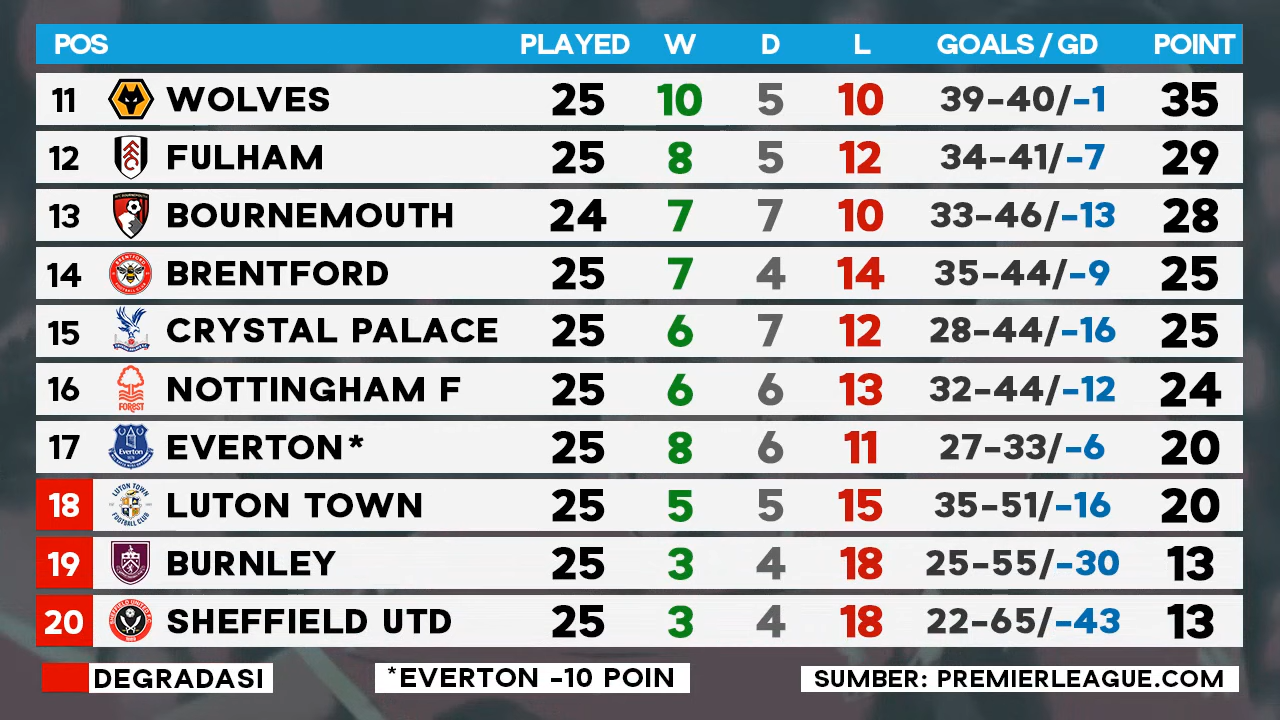 POS PLAYED W D L GOALS / GD POINT
11 WOLVES 25 10 5 10 39-40/-1 35
12 FULHAM 25 8 5 12 34-41/-7 29
13 BOURNEMOUTH 24 7 7 10 33-46/-13 28
14 BRENTFORD 25 7 4 14 35-44/-9 25
15 CRYSTAL PALACE 25 6 7 12 28-44/-16 25
16 NOTTINGHAM F 25 6 6 13 32-44/-12 24
17 EVERTON* 25 8 6 11 27-33/-6 20
18 LUTON TOWN 25 5 5 15 35-51/-16 20
19 BURNLEY 25 3 4 18 25-55/-30 13
20 SHEFFIELD UTD 25 3 4 18 22-65/-43 13
DEGRADASI *EVERTON -10 POIN SUMBER: PREMIERLEAGUE.COM